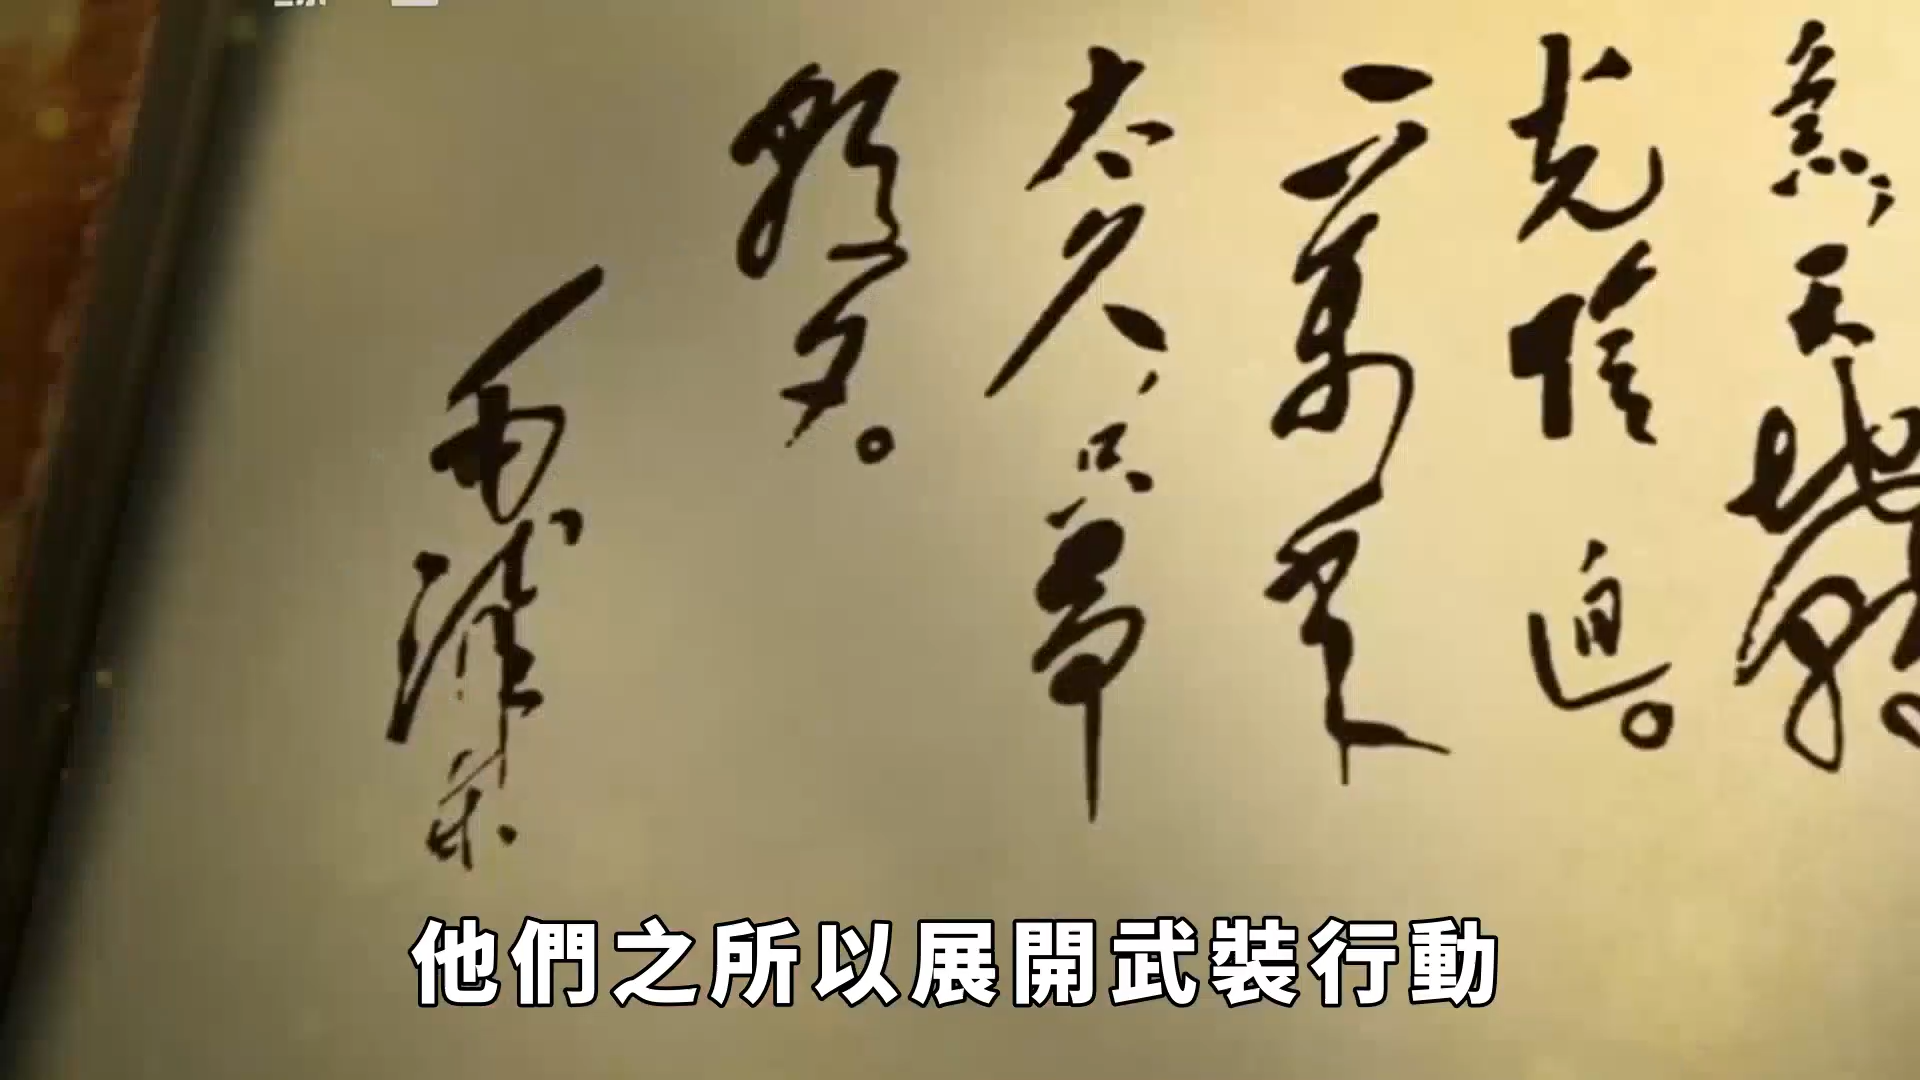 急，天地轉，
光陰迫。
一萬年
太久，只爭
朝夕。
毛澤東
他們之所以展開武裝行動